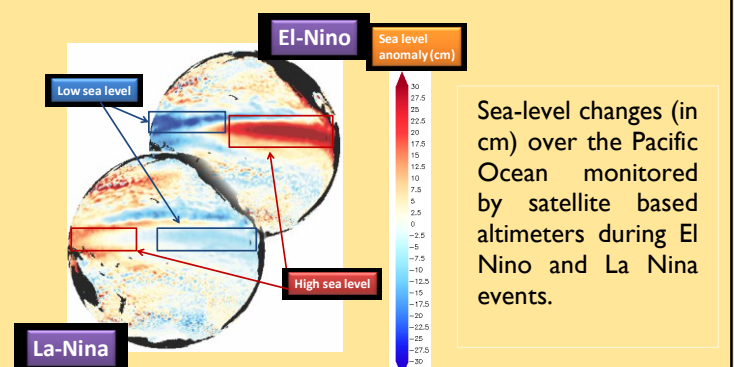 El-Nino
Sea level
anomaly (cm)
Low sea level
30
27.5
25
22.5
20
17.5
15
12.5
10
7.5
5
2.5
0
-2.5
-5
-7.5
-10
-12.5
-15
-17.5
-20
-22.5
-25
-27.5
-30
Sea-level changes (in
cm) over the Pacific
Ocean monitored
by satellite based
altimeters during El
Nino and La Nina
events.
High sea level
La-Nina